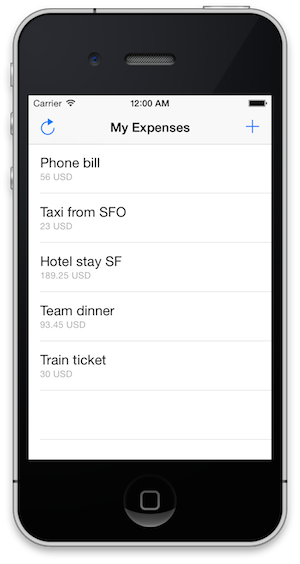 Carrier 12:00 AM
My Expenses
Phone bill
56 USD
Taxi from SFO
23 USD
Hotel stay SF
189.25 USD
Team dinner
93.45 USD
Train ticket
30 USD